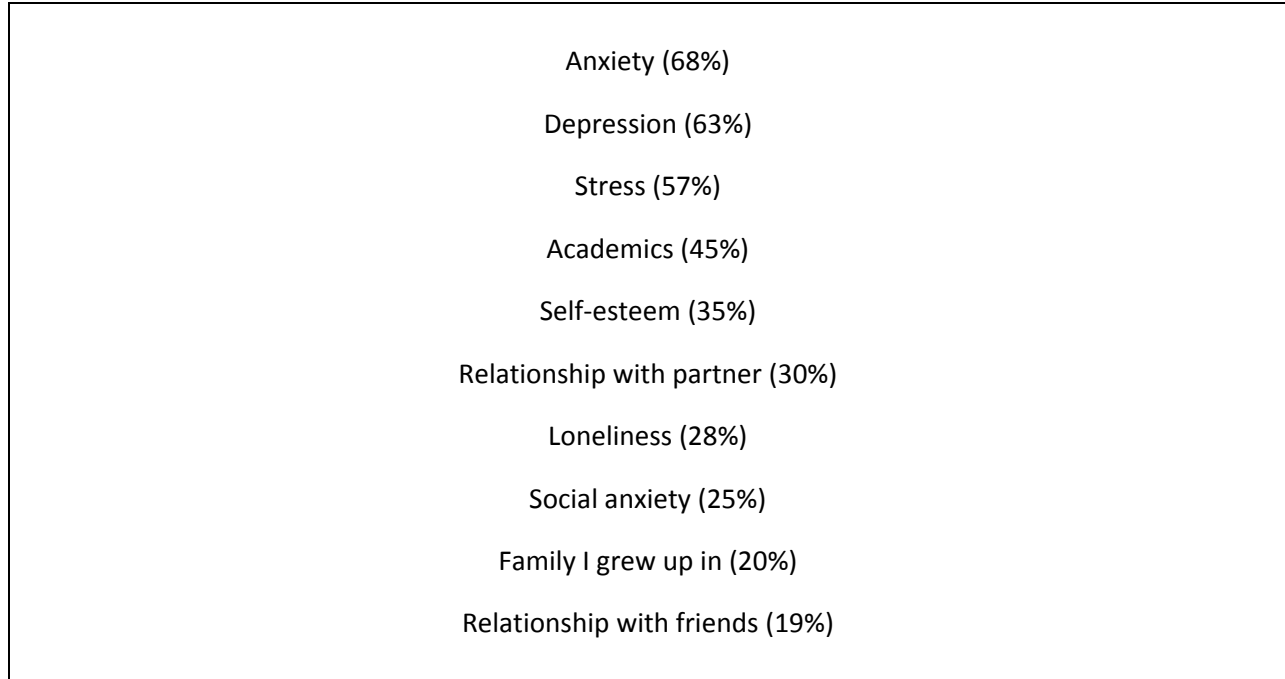 Anxiety (68%)
Depression (63%)
Stress (57%)
Academics (45%)
Self-esteem (35%)
Relationship with partner (30%)
Loneliness (28%)
Social anxiety (25%)
Family I grew up in (20%)
Relationship with friends (19%)